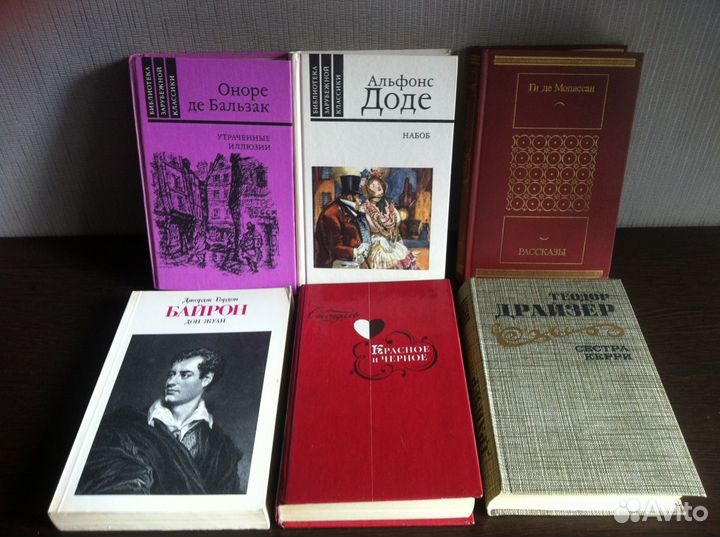 БИБЛИОТЕКА
ЗАРУБЕЖНОЙ
КЛАССИКИ
Оноре
де Бальзак
УТРАЧЕННЫЕ
ИЛЛЮЗИИ
БИБЛИОТЕКА
ЗАРУБЕЖНОЙ
КЛАССИКИ
Альфонс
Доде
НАБОБ
Ги де Мопассан
РАССКАЗЫ
Джордж Гордон
БАЙРОН
ДОН ЖУАН
Стендаль
КРАСНОЕ
И ЧЕРНОЕ
ТЕОДОР
ДРАЙЗЕР
СЕСТРА
КЕРРИ
Avito